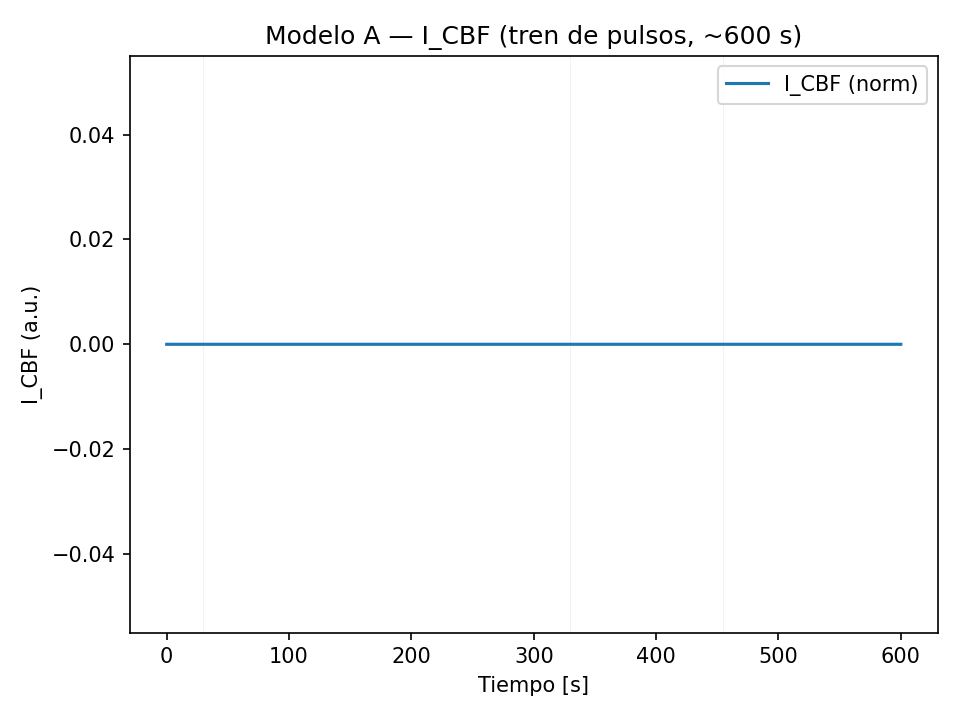 Modelo A — I_CBF (tren de pulsos, ~600 s)
I_CBF (norm)
0.04
0.02
0.00
−0.02
−0.04
I_CBF (a.u.)
0 100 200 300 400 500 600
Tiempo [s]